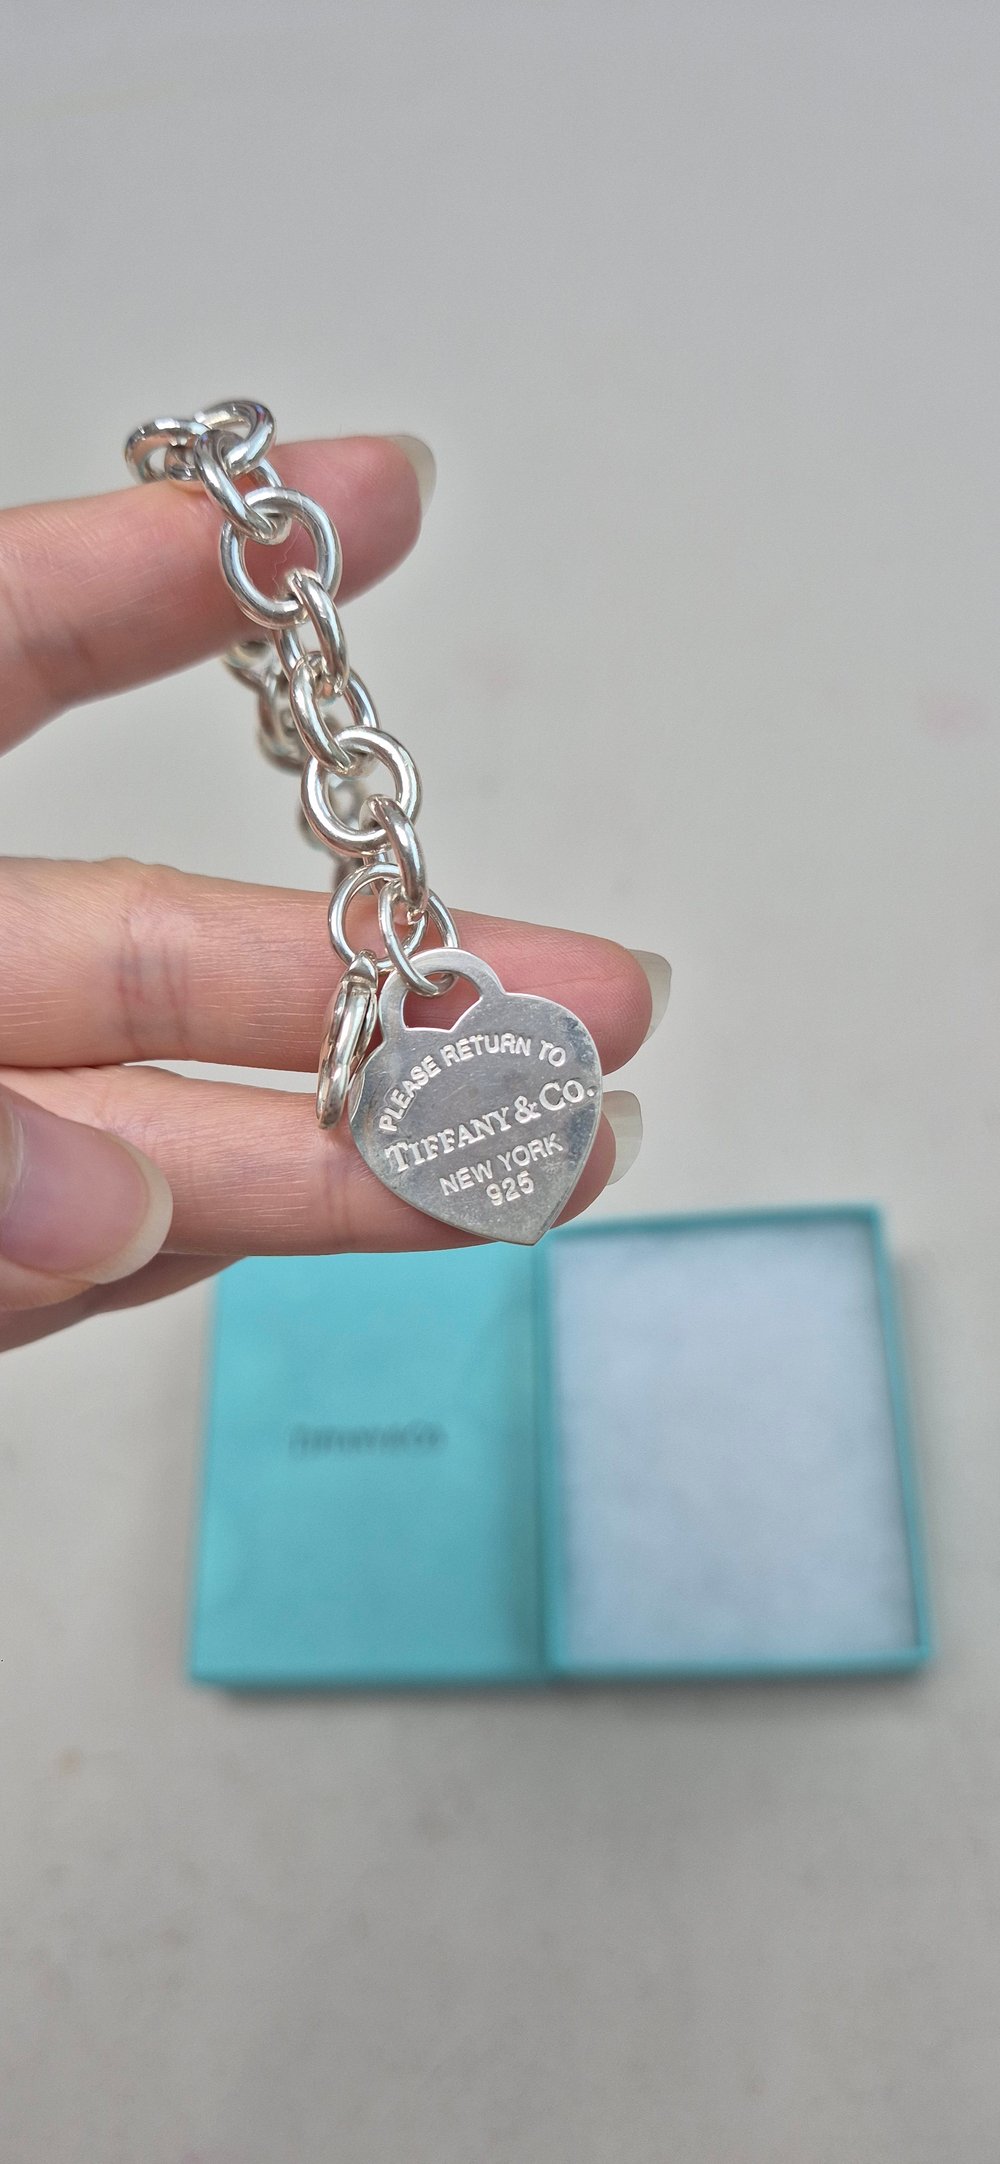 PLEASE RETURN TO
TIFFANY & CO.
NEW YORK
925